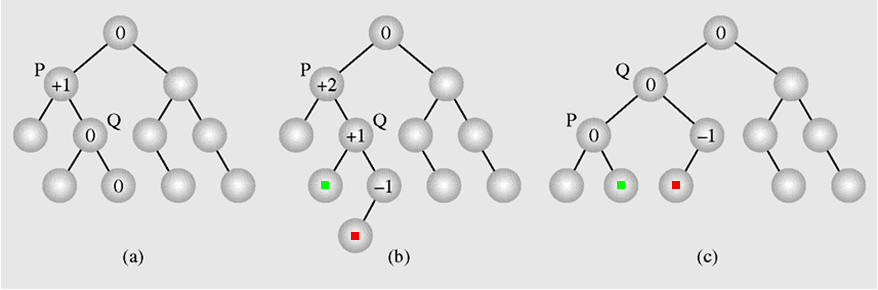 0 0 0
P P Q
+1 +2 0
Q Q P
0 +1 0 −1
0 −1
(a) (b) (c)